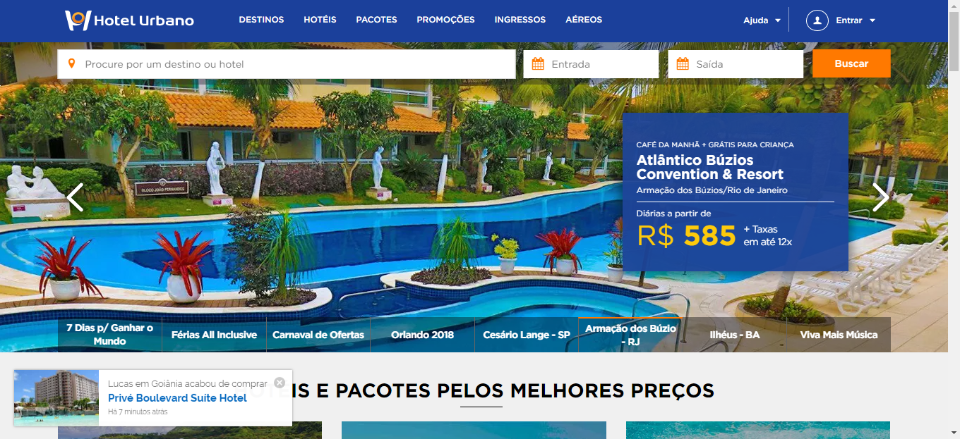 Hotel Urbano
DESTINOS HOTÉIS PACOTES PROMOÇÕES INGRESSOS AÉREOS
Ajuda Entrar
Procure por um destino ou hotel
Entrada
Saída
Buscar
CAFÉ DA MANHÃ + GRÁTIS PARA CRIANÇA
Atlântico Búzios
Convention & Resort
Armação dos Búzios/Rio de Janeiro
Diárias a partir de
R$ 585 + Taxas
em até 12x
7 Dias p/ Ganhar o
Mundo
Férias All Inclusive
Carnaval de Ofertas
Orlando 2018
Cesário Lange - SP
Armação dos Búzio
- RJ
Ilhéus - BA
Viva Mais Música
EIS E PACOTES PELOS MELHORES PREÇOS
Lucas em Goiânia acabou de comprar
Privé Boulevard Suíte Hotel
Há 7 minutos atrás